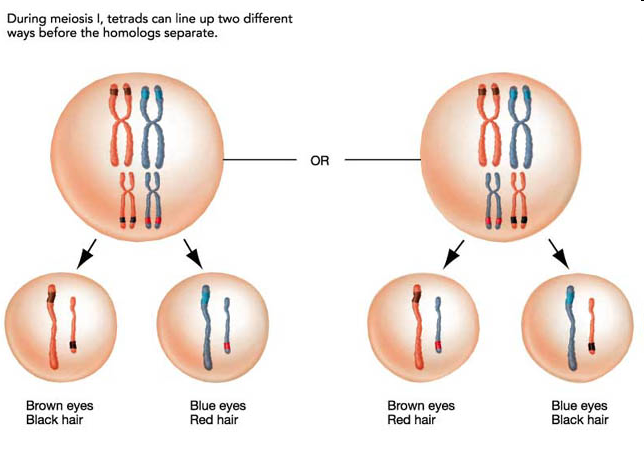 During meiosis I, tetrads can line up two different
ways before the homologs separate.
OR
Brown eyes
Black hair
Blue eyes
Red hair
Brown eyes
Red hair
Blue eyes
Black hair